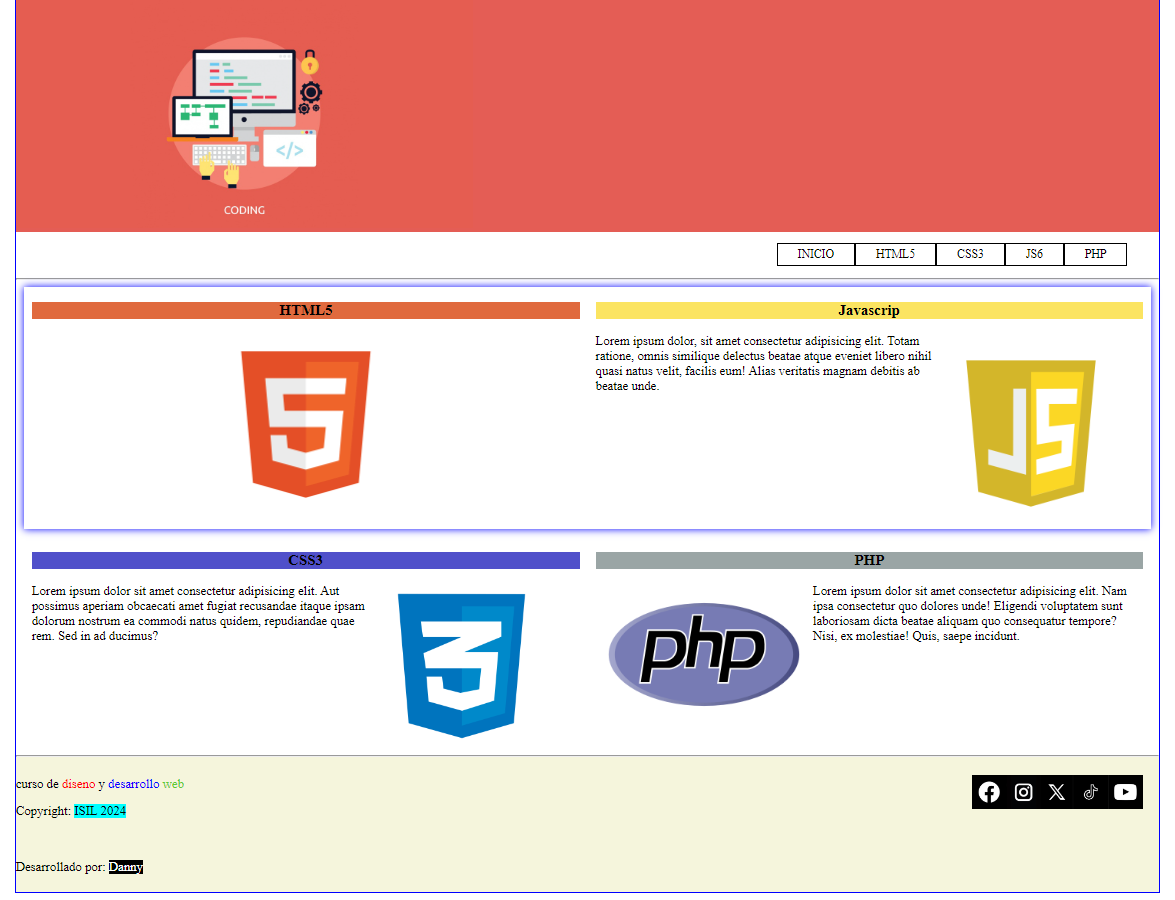 </>
CODING
INICIO HTML5 CSS3 JS6 PHP
HTML5
5
Javascrip
Lorem ipsum dolor, sit amet consectetur adipisicing elit. Totam
ratione, omnis similique delectus beatae atque eveniet libero nihil
quasi natus velit, facilis eum! Alias veritatis magnam debitis ab
beatae unde.
JS
CSS3
Lorem ipsum dolor sit amet consectetur adipisicing elit. Aut
possimus aperiam obcaecati amet fugiat recusandae itaque ipsam
dolorum nostrum ea commodi natus quidem, repudiandae quae
rem. Sed in ad ducimus?
3
PHP
php
Lorem ipsum dolor sit amet consectetur adipisicing elit. Nam
ipsa consectetur quo dolores unde! Eligendi voluptatem sunt
laboriosam dicta beatae aliquam quo consequatur tempore?
Nisi, ex molestiae! Quis, saepe incidunt.
curso de diseno y desarrollo web
Copyright: ISIL 2024
Desarrollado por: Danny